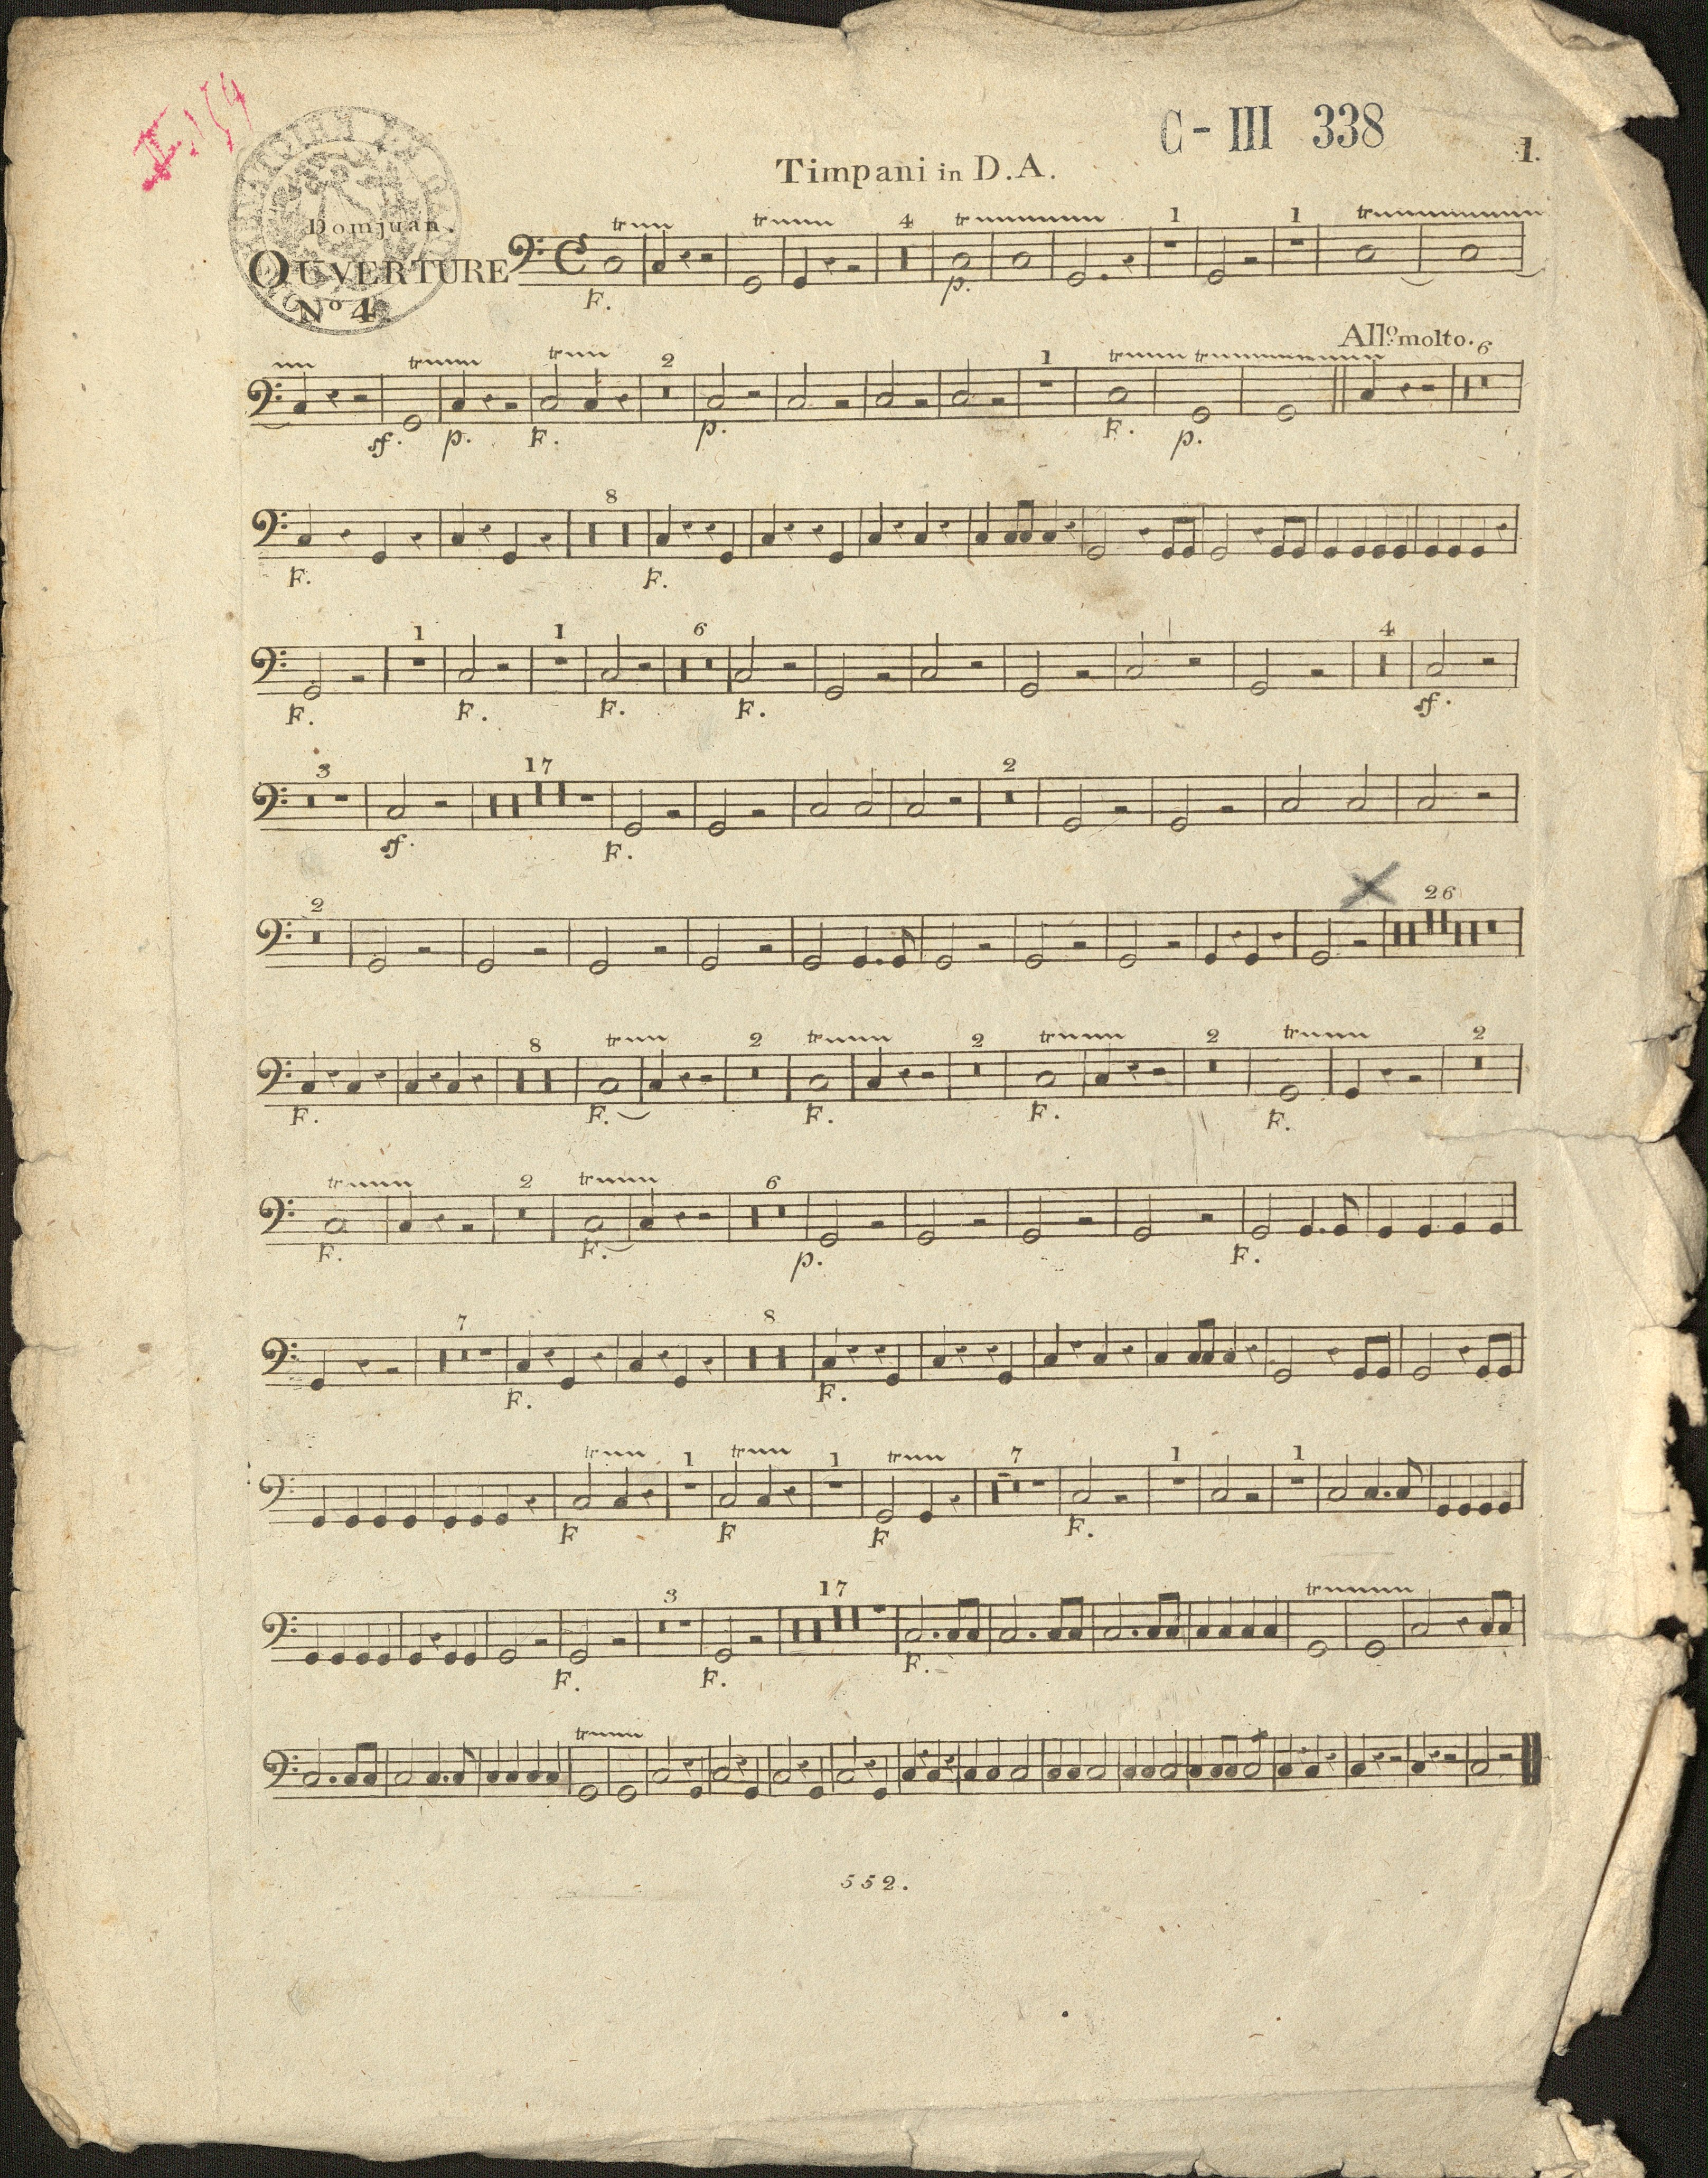 C - III 338
1.
Timpani in D.A.
Domjuan.
OUVERTURE
No 4.
tr tr 4 tr 1 1 tr
F. p.
Allo. molto.
tr tr 2 1 tr tr 6
sf. p. F. p. F. p.
8
F. F.
1 1 6 4
F. F. F. F. sf.
3 17 2
sf. F.
2 26
8 tr 2 tr 2 tr 2 tr 2
F. F. F. F. F.
tr 2 tr 6
F. F. p. F.
7 8
F. F.
tr 1 tr 1 tr 7 1 1
F F F F.
3 17 tr
F. F. F.
tr
552.